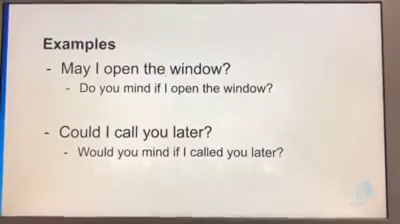 Examples
- May I open the window?
- Do you mind if I open the window?
- Could I call you later?
- Would you mind if I called you later?